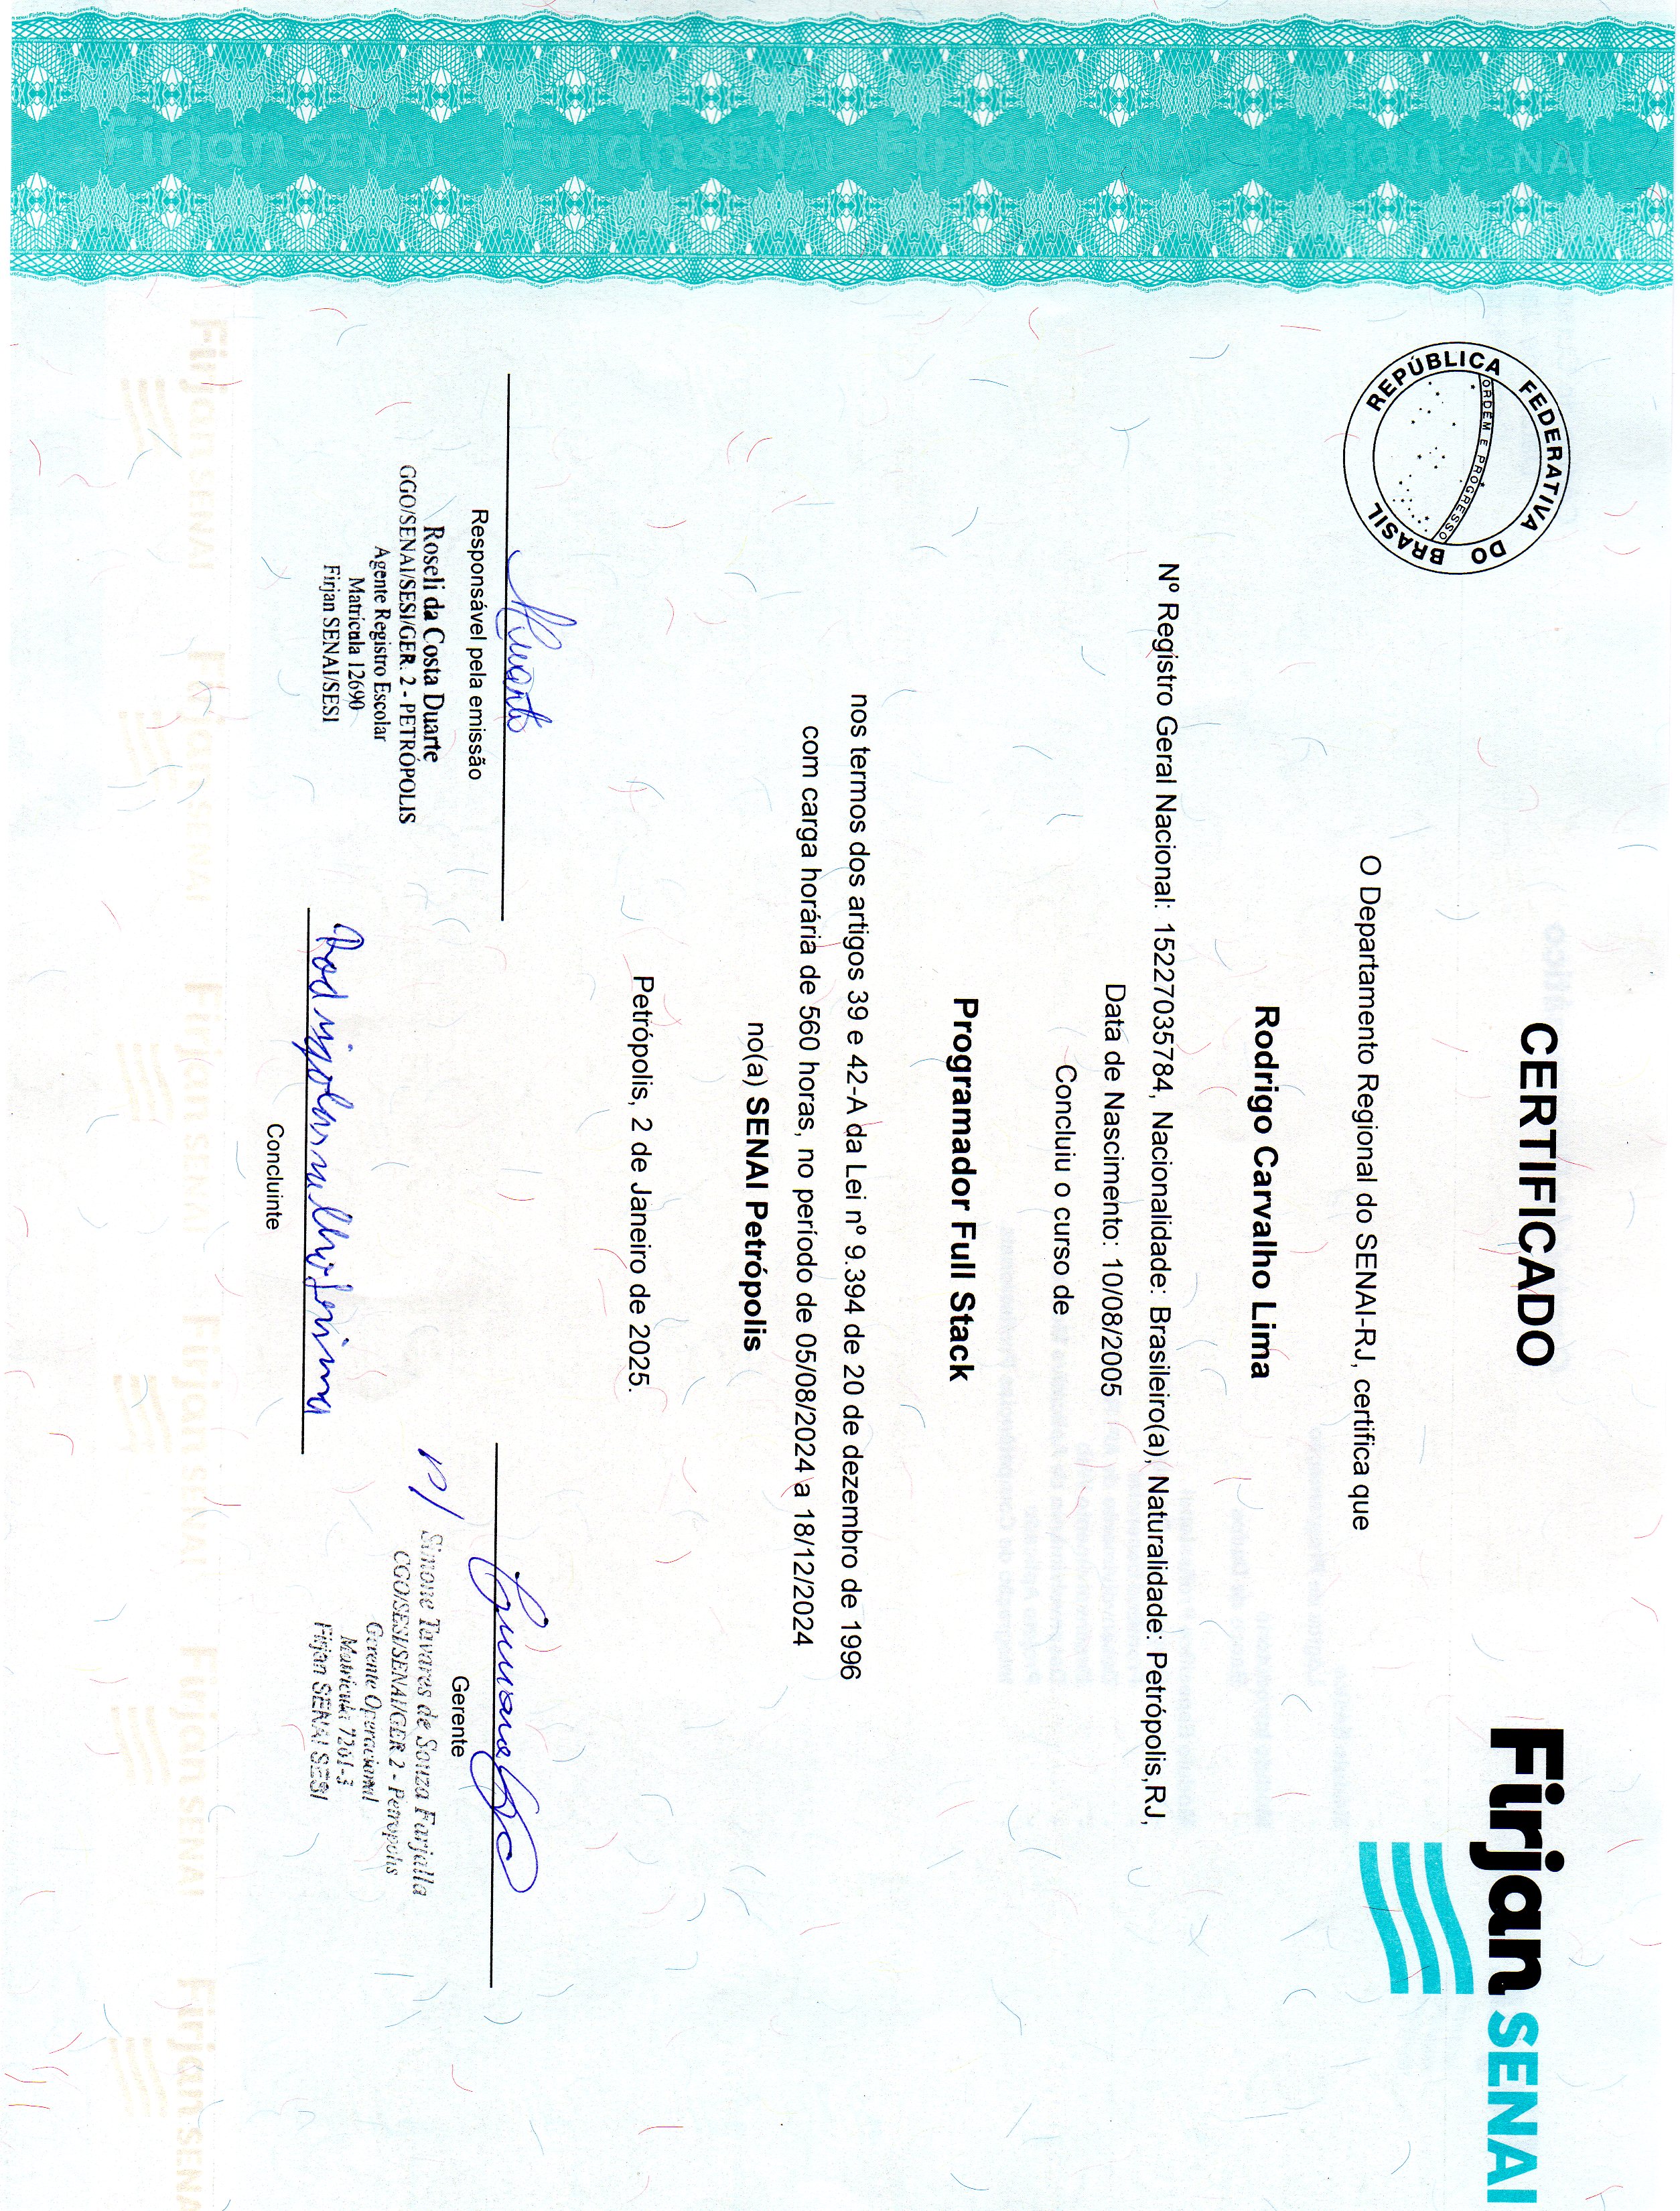 REPÚBLICA FEDERATIVA DO BRASIL
ORDEM E PROGRESSO
CERTIFICADO
Firjan SENAI
O Departamento Regional do SENAI-RJ, certifica que
Rodrigo Carvalho Lima
Nº Registro Geral Nacional: 15227035784, Nacionalidade: Brasileiro(a), Naturalidade: Petrópolis,RJ,
Data de Nascimento: 10/08/2005
Concluiu o curso de
Programador Full Stack
nos termos dos artigos 39 e 42-A da Lei nº 9.394 de 20 de dezembro de 1996
com carga horária de 560 horas, no período de 05/08/2024 a 18/12/2024
no(a) SENAI Petrópolis
Petrópolis, 2 de Janeiro de 2025.
Responsável pela emissão
Roseli da Costa Duarte
GGO/SENAI/SESI/GER. 2 - PETRÓPOLIS
Agente Registro Escolar
Matrícula 12690
Firjan SENAI/SESI
Gerente
p/ Simone Tavares de Souza Farjalla
CGO/SESI/SENAI/GER 2 - Petropolis
Gerente Operacional
Matrícula 7261-3
Firjan SENAI SESI
Rodrigo Carvalho Lima
Concluinte
Firjan SENAI Firjan SENAI Firjan SENAI Firjan SENAI Firjan SENAI Firjan SENA